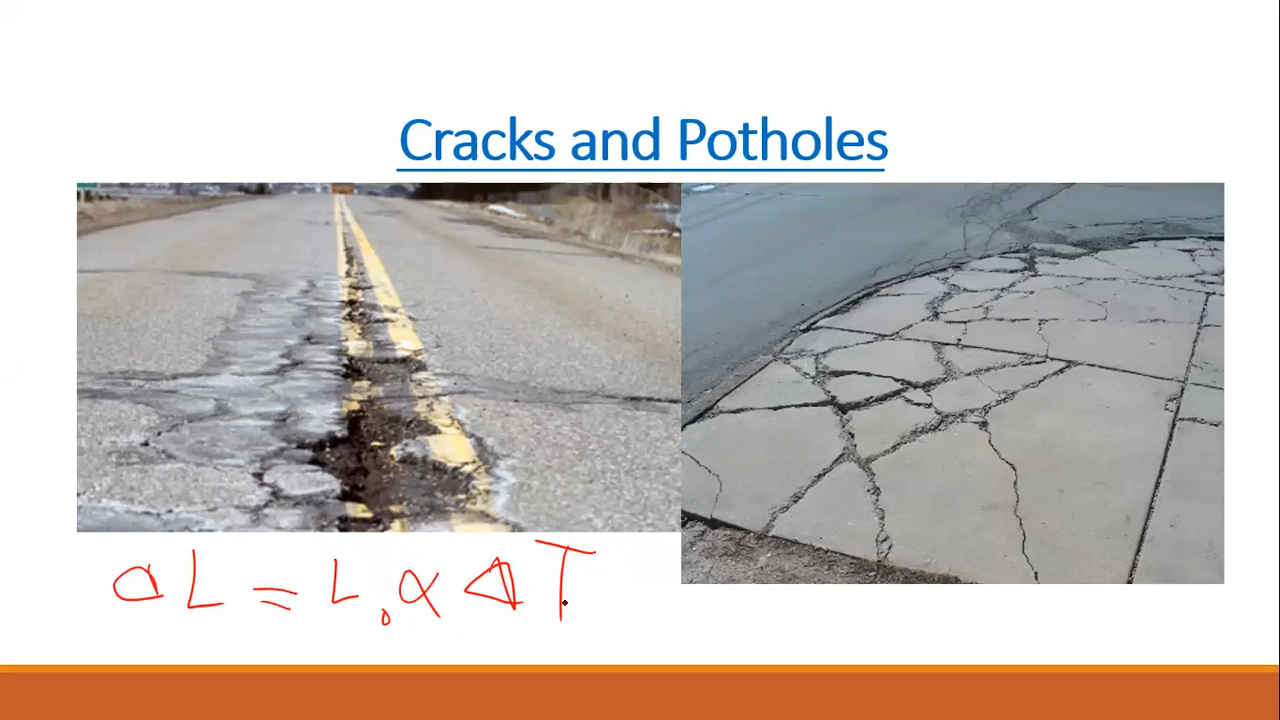 Cracks and Potholes
ΔL = L₀αΔT